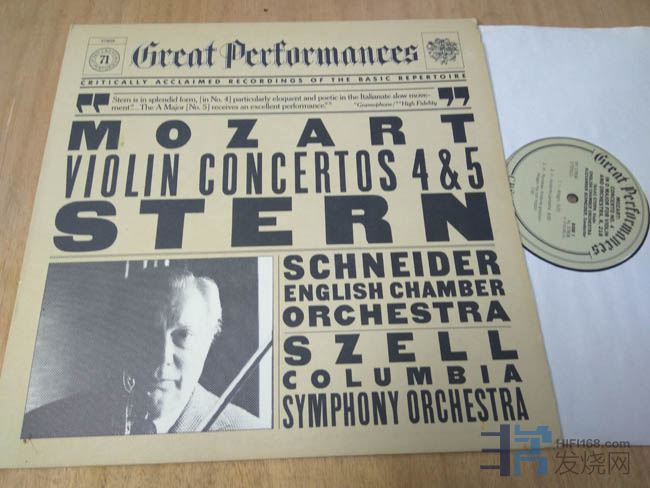 71
Great Performances
CRITICALLY ACCLAIMED RECORDINGS OF THE BASIC REPERTOIRE
"Stern is in splendid form, [in No. 4] particularly eloquent and poetic in the Italianate slow move-
ment*...The A Major [No. 5] receives an excellent performance.**"
*Gramophone/**High Fidelity
MOZART
VIOLIN CONCERTOS 4 & 5
STERN
SCHNEIDER
ENGLISH CHAMBER
ORCHESTRA
SZELL
COLUMBIA
SYMPHONY ORCHESTRA
Great Performances
HIFI168.com
发烧网